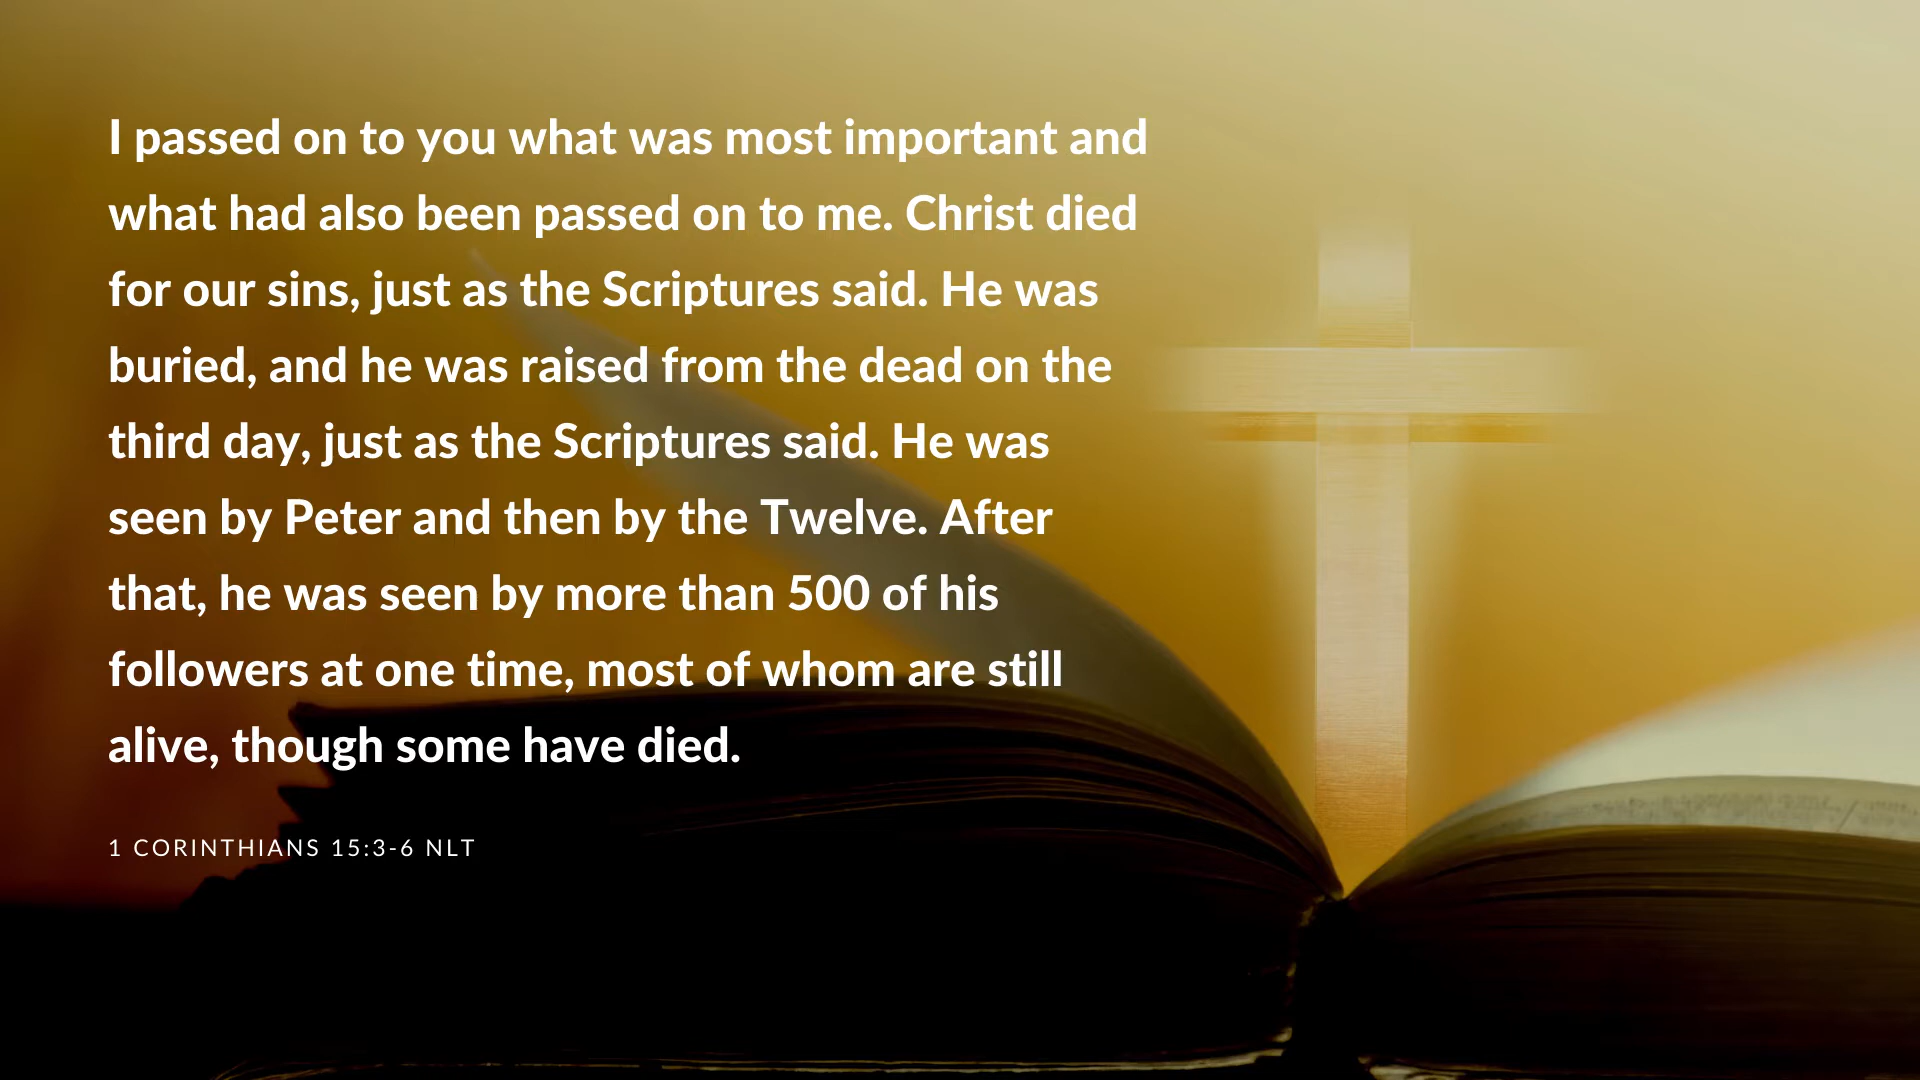 I passed on to you what was most important and
what had also been passed on to me. Christ died
for our sins, just as the Scriptures said. He was
buried, and he was raised from the dead on the
third day, just as the Scriptures said. He was
seen by Peter and then by the Twelve. After
that, he was seen by more than 500 of his
followers at one time, most of whom are still
alive, though some have died.
1 CORINTHIANS 15:3-6 NLT